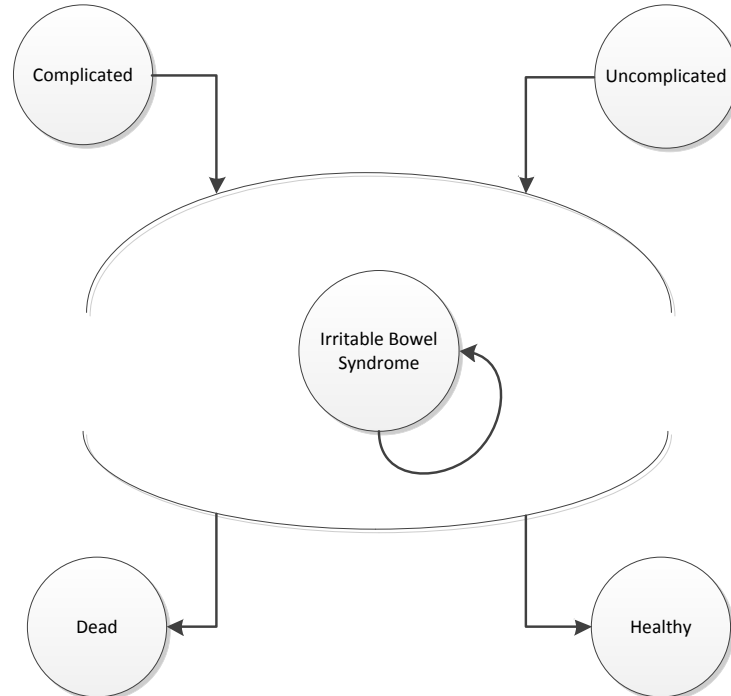 Complicated
Uncomplicated
Irritable Bowel
Syndrome
Dead
Healthy